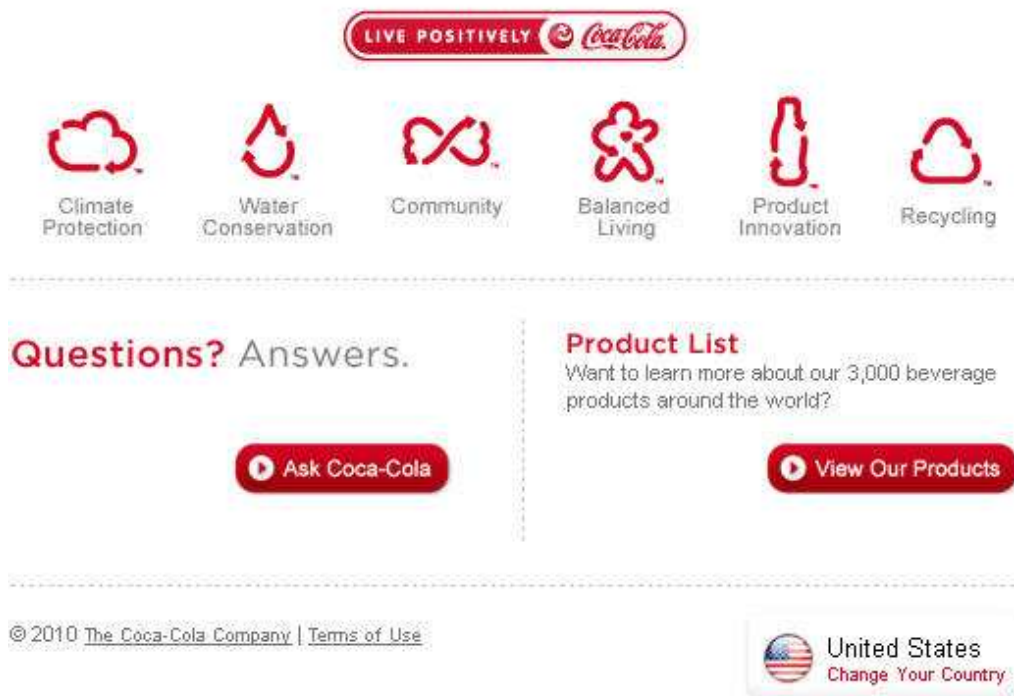 LIVE POSITIVELY Coca-Cola
Climate
Protection
Water
Conservation
Community
Balanced
Living
Product
Innovation
Recycling
Questions? Answers.
Ask Coca-Cola
Product List
Want to learn more about our 3,000 beverage
products around the world?
View Our Products
© 2010 The Coca-Cola Company | Terms of Use
United States
Change Your Country